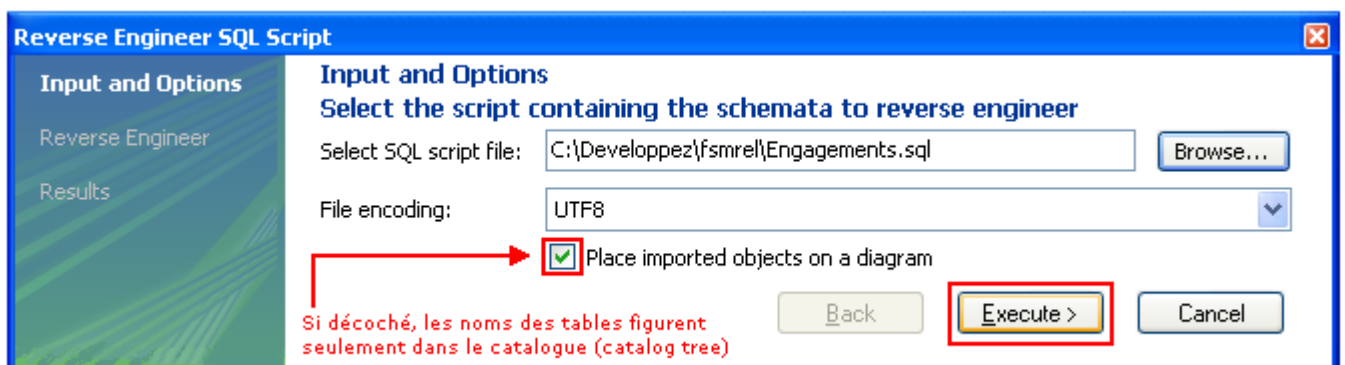 Reverse Engineer SQL Script
Input and Options
Reverse Engineer
Results
Input and Options
Select the script containing the schemata to reverse engineer
Select SQL script file: C:\Developpez\fsmrel\Engagements.sql Browse...
File encoding: UTF8
Place imported objects on a diagram
Si décoché, les noms des tables figurent
seulement dans le catalogue (catalog tree)
Back Execute > Cancel